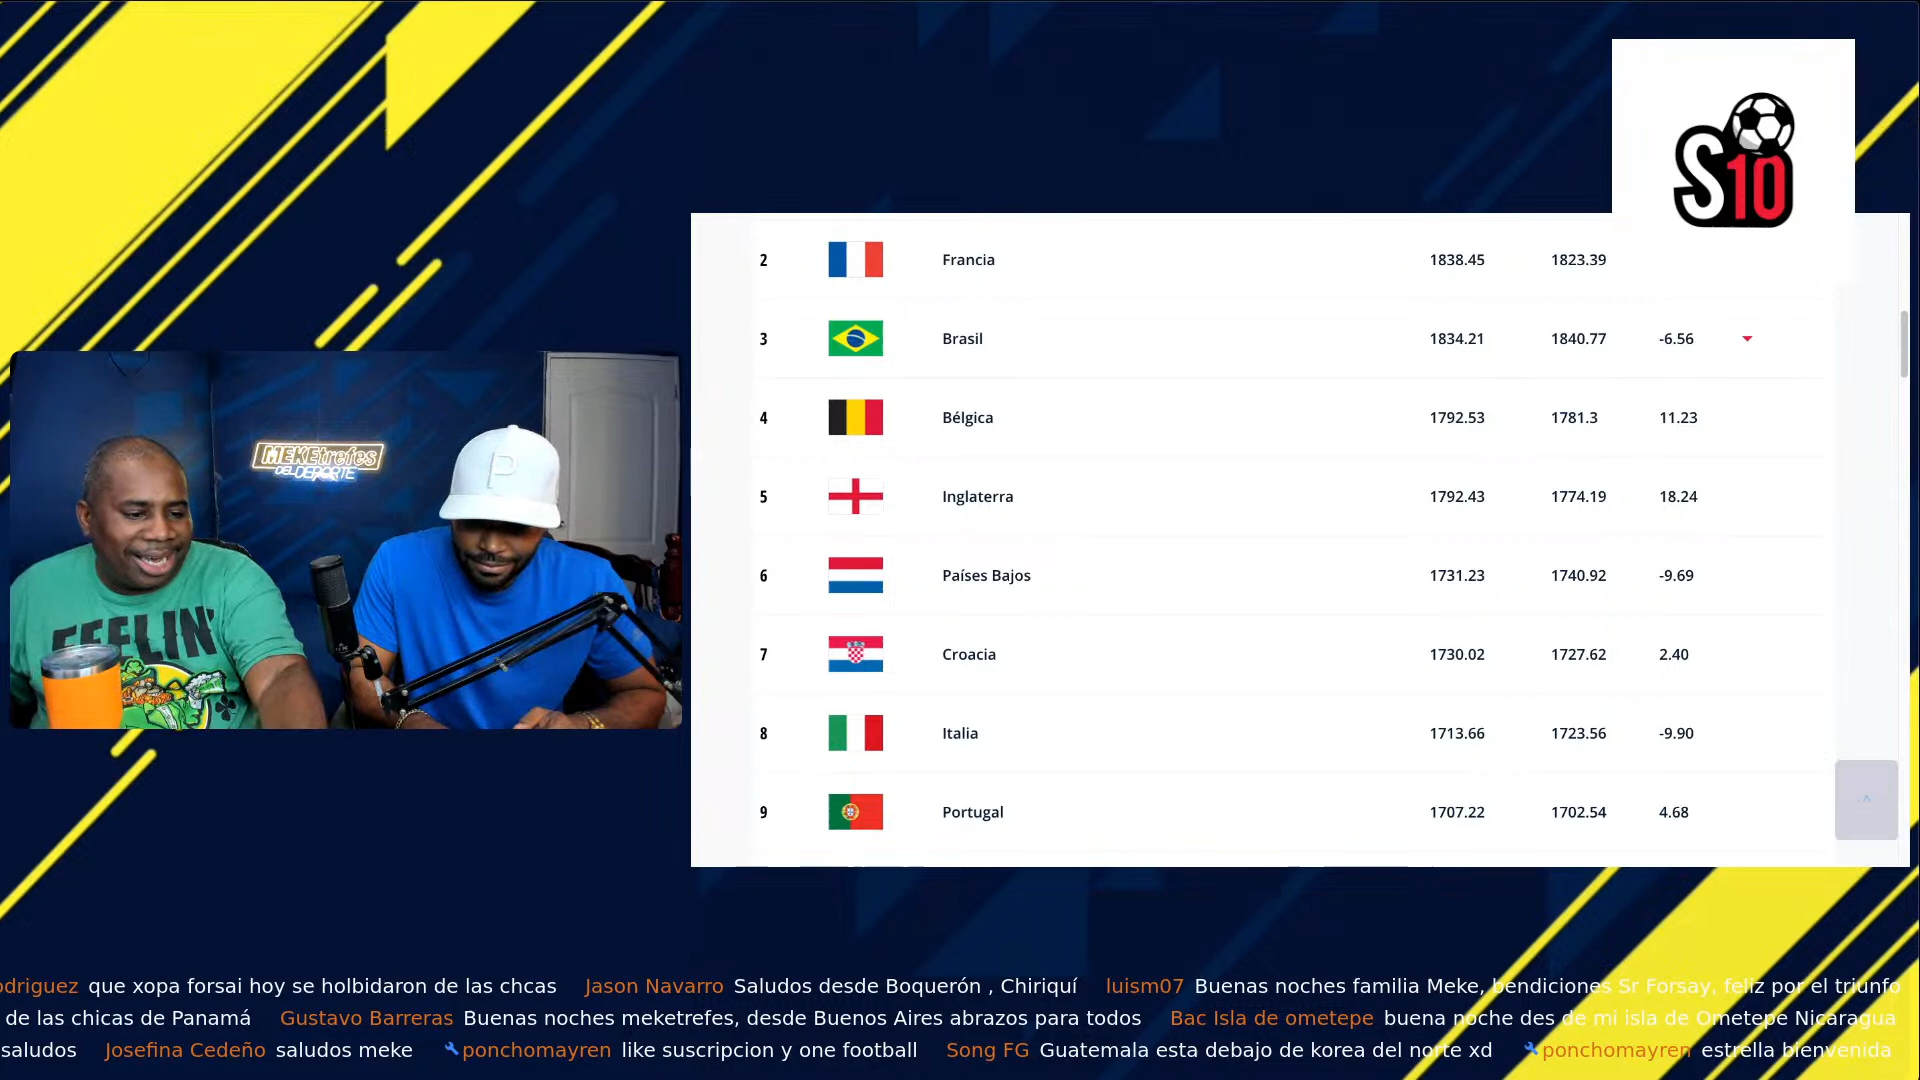 S10
2 Francia 1838.45 1823.39
3 Brasil 1834.21 1840.77 -6.56
4 Bélgica 1792.53 1781.3 11.23
5 Inglaterra 1792.43 1774.19 18.24
6 Países Bajos 1731.23 1740.92 -9.69
7 Croacia 1730.02 1727.62 2.40
8 Italia 1713.66 1723.56 -9.90
9 Portugal 1707.22 1702.54 4.68
MEKEtrefes
DEL DEPORTE
P
FEELIN'
odriguez que xopa forsai hoy se holbidaron de las chcas Jason Navarro Saludos desde Boquerón , Chiriquí luism07 Buenas noches familia Meke, bendiciones Sr Forsay, feliz por el triunfo
de las chicas de Panamá Gustavo Barreras Buenas noches meketrefes, desde Buenos Aires abrazos para todos Bac Isla de ometepe buena noche des de mi isla de Ometepe Nicaragua
saludos Josefina Cedeño saludos meke ponchomayren like suscripcion y one football Song FG Guatemala esta debajo de korea del norte xd ponchomayren estrella bienvenida